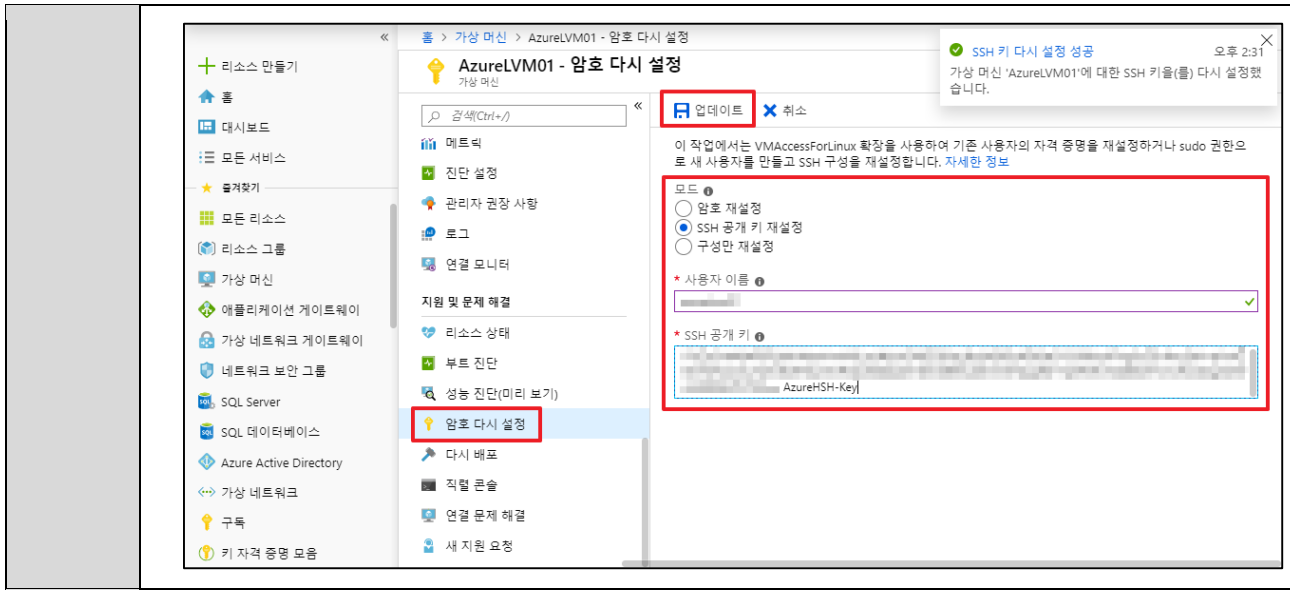 «
+ 리소스 만들기
홈
대시보드
모든 서비스
즐겨찾기
모든 리소스
리소스 그룹
가상 머신
애플리케이션 게이트웨이
가상 네트워크 게이트웨이
네트워크 보안 그룹
SQL Server
SQL 데이터베이스
Azure Active Directory
가상 네트워크
구독
키 자격 증명 모음
홈 > 가상 머신 > AzureLVM01 - 암호 다시 설정
AzureLVM01 - 암호 다시 설정
가상 머신
검색(Ctrl+/)
«
메트릭
진단 설정
관리자 권장 사항
로그
연결 모니터
지원 및 문제 해결
리소스 상태
부트 진단
성능 진단(미리 보기)
암호 다시 설정
다시 배포
직렬 콘솔
연결 문제 해결
새 지원 요청
SSH 키 다시 설정 성공 오후 2:31
가상 머신 'AzureLVM01'에 대한 SSH 키을(를) 다시 설정했
습니다.
업데이트 취소
이 작업에서는 VMAccessForLinux 확장을 사용하여 기존 사용자의 자격 증명을 재설정하거나 sudo 권한으
로 새 사용자를 만들고 SSH 구성을 재설정합니다. 자세한 정보
모드
암호 재설정
SSH 공개 키 재설정
구성만 재설정
* 사용자 이름
* SSH 공개 키
AzureHSH-Key